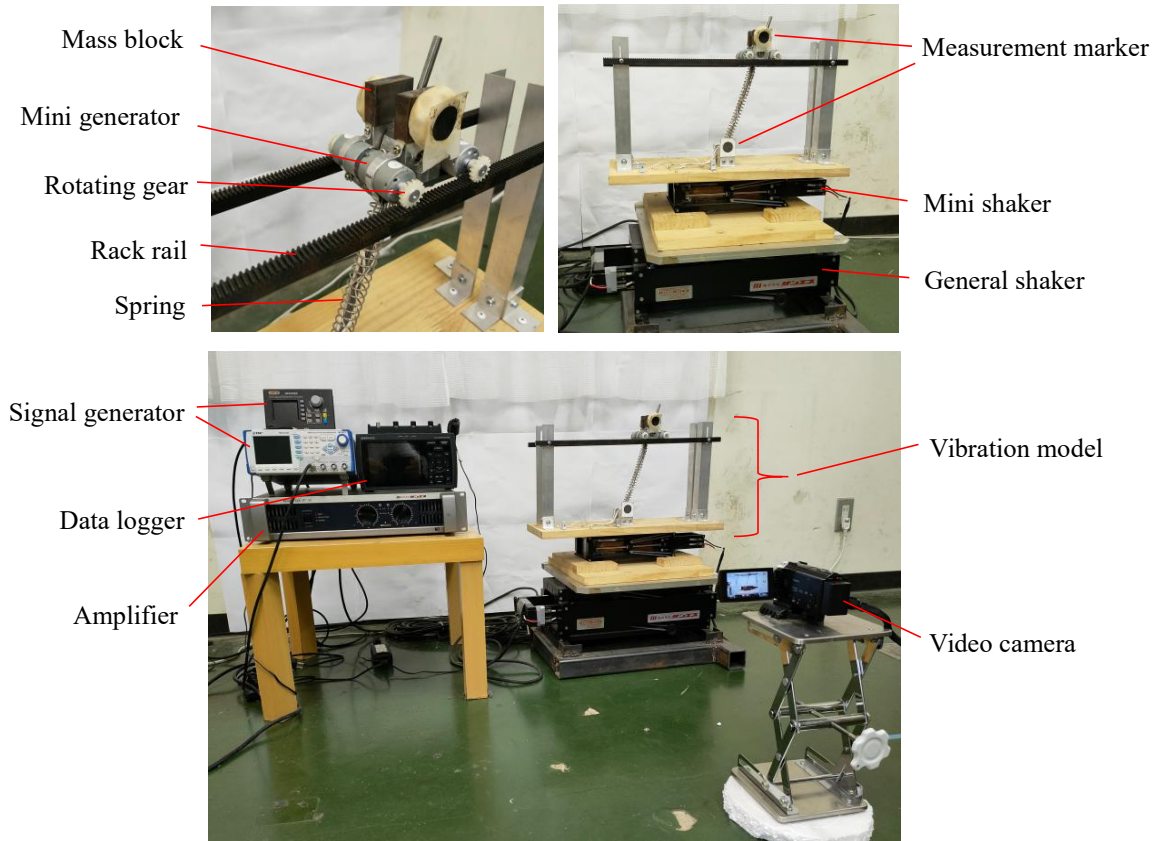 Mass block
Mini generator
Rotating gear
Rack rail
Spring
Measurement marker
Mini shaker
General shaker
Signal generator
Data logger
Amplifier
Vibration model
Video camera